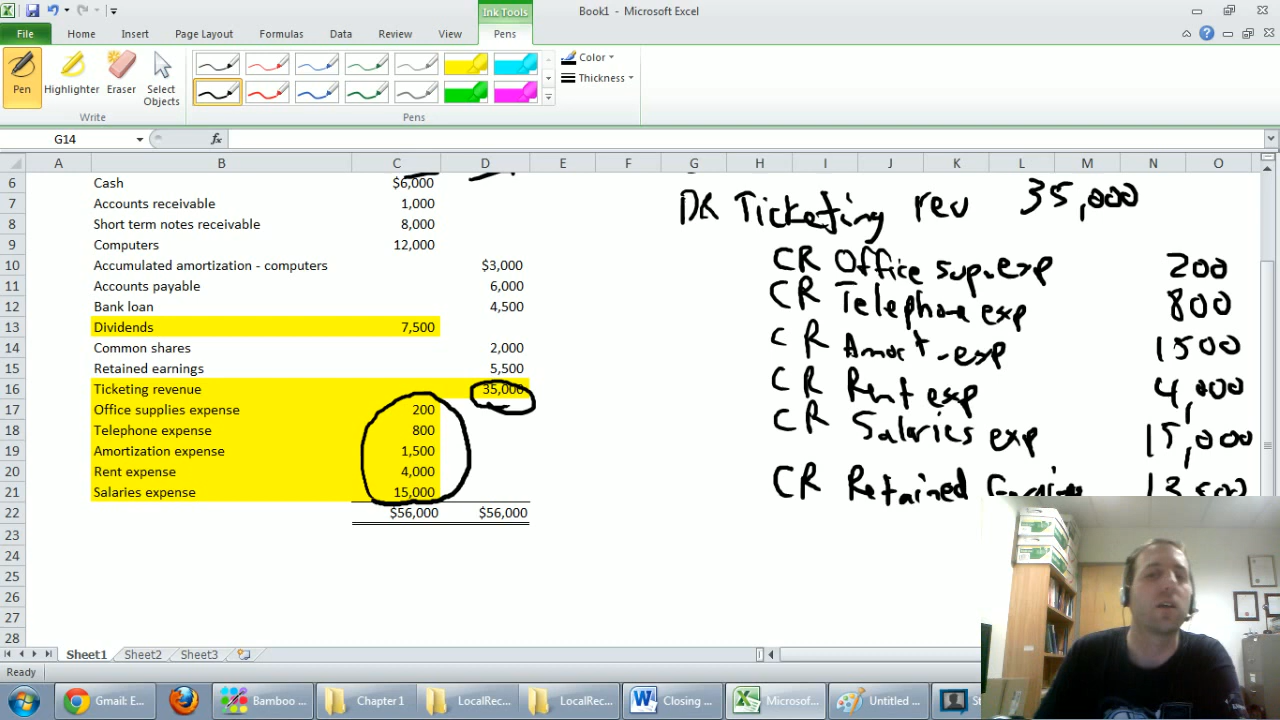 Ink Tools
Book1 - Microsoft Excel
File Home Insert Page Layout Formulas Data Review View Pens
Pen Highlighter Eraser Select Objects
Color
Thickness
Write Pens
G14 fx
A B C D E F G H I J K L M N O
6 Cash $6,000
7 Accounts receivable 1,000
8 Short term notes receivable 8,000
9 Computers 12,000
10 Accumulated amortization - computers $3,000
11 Accounts payable 6,000
12 Bank loan 4,500
13 Dividends 7,500
14 Common shares 2,000
15 Retained earnings 5,500
16 Ticketing revenue 35,000
17 Office supplies expense 200
18 Telephone expense 800
19 Amortization expense 1,500
20 Rent expense 4,000
21 Salaries expense 15,000
22 $56,000 $56,000
23
24
25
26
27
28
DR Ticketing rev 35,000
CR Office sup. exp 200
CR Telephone exp 800
CR Amort. exp 1500
CR Rent exp 4,000
CR Salaries exp 15,000
CR Retained
Sheet1 Sheet2 Sheet3
Ready
Gmail: E... Bamboo ... Chapter1 LocalRec... LocalRec... Closing ... Microsof... Untitled ... St